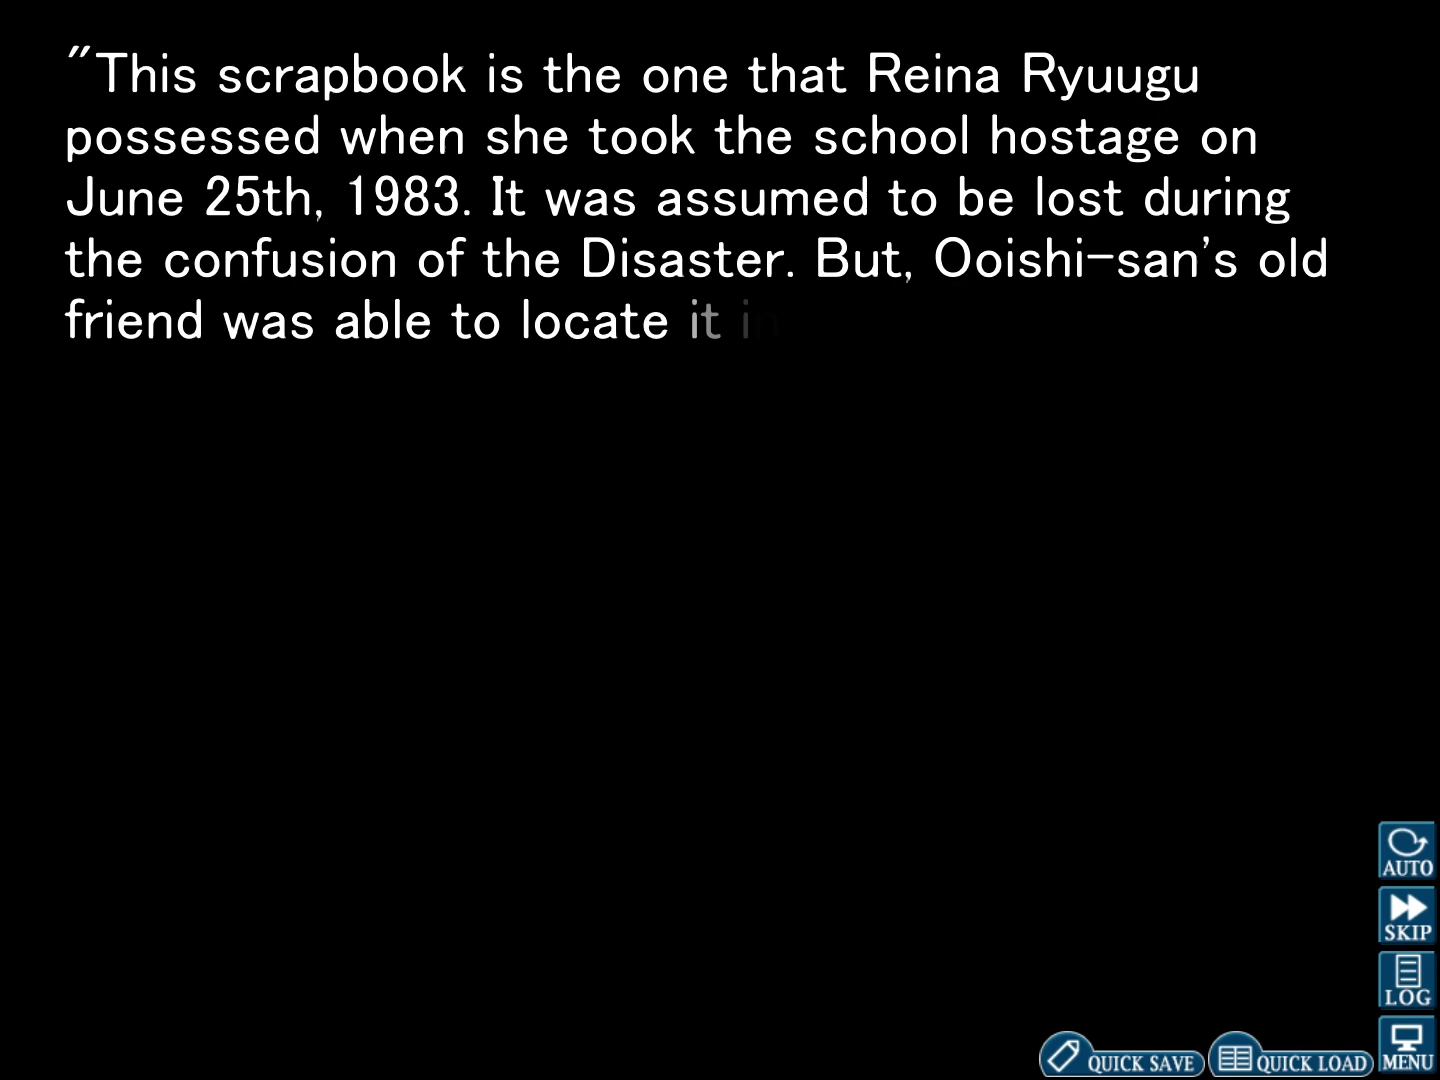 "This scrapbook is the one that Reina Ryuugu
possessed when she took the school hostage on
June 25th, 1983. It was assumed to be lost during
the confusion of the Disaster. But, Ooishi-san's old
friend was able to locate it in
AUTO
SKIP
LOG
MENU
QUICK SAVE
QUICK LOAD